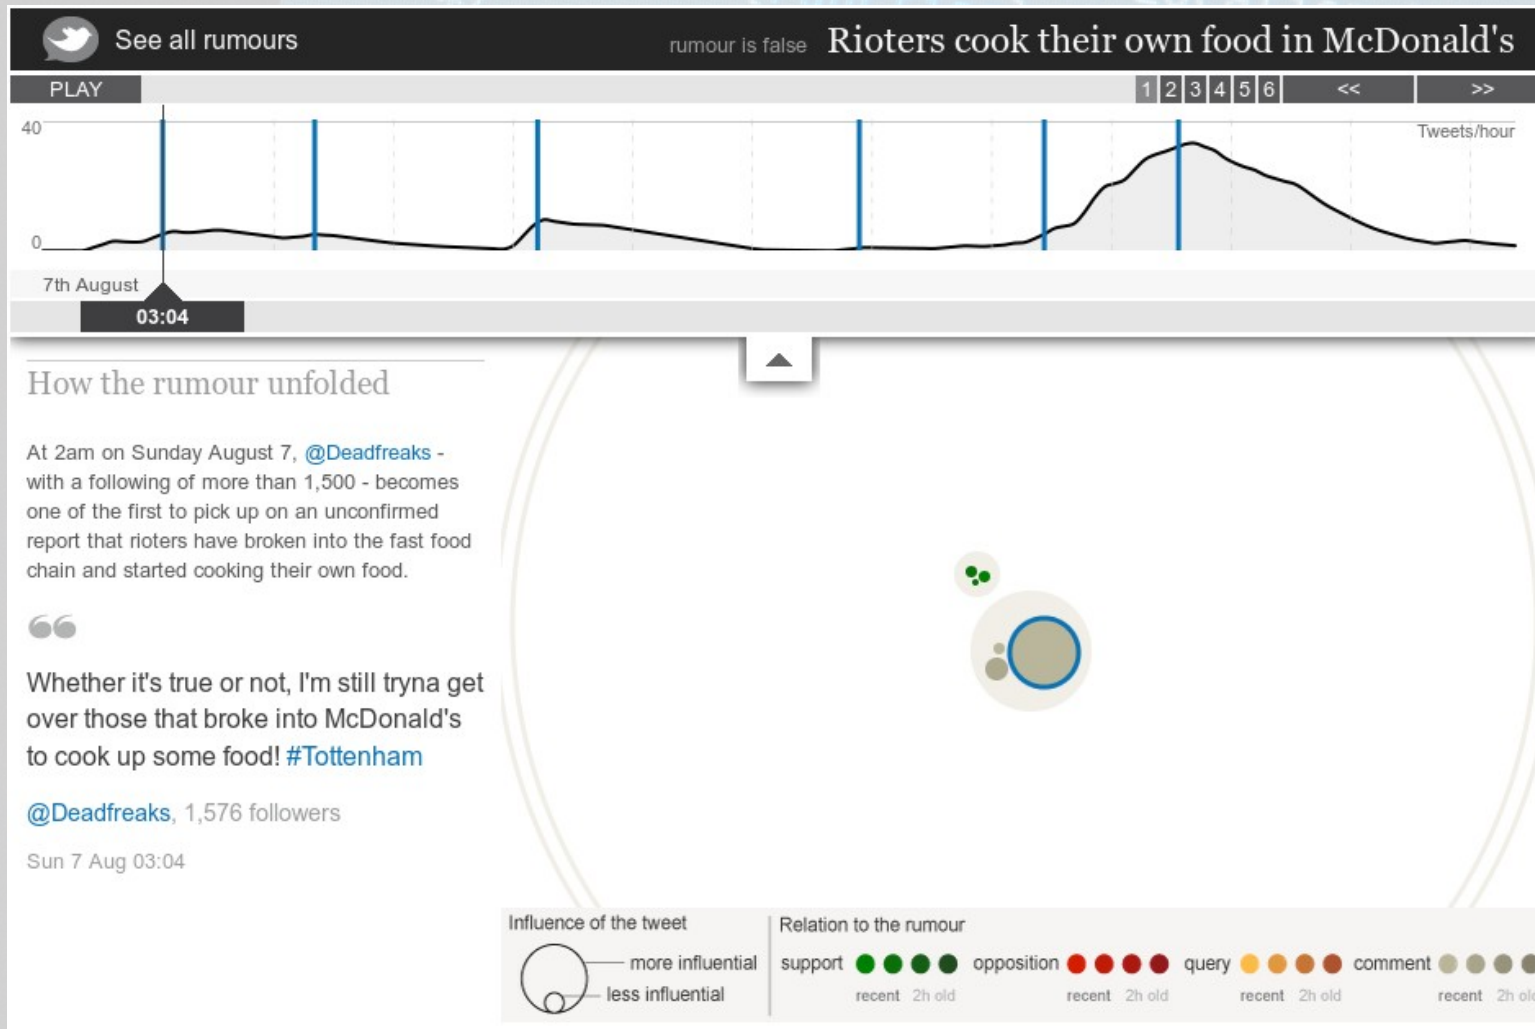 See all rumours
rumour is false Rioters cook their own food in McDonald's
PLAY
1 2 3 4 5 6 << >>
40
Tweets/hour
0
7th August
03:04
How the rumour unfolded
At 2am on Sunday August 7, @Deadfreaks -
with a following of more than 1,500 - becomes
one of the first to pick up on an unconfirmed
report that rioters have broken into the fast food
chain and started cooking their own food.
“
Whether it's true or not, I'm still tryna get
over those that broke into McDonald's
to cook up some food! #Tottenham
@Deadfreaks, 1,576 followers
Sun 7 Aug 03:04
Influence of the tweet
more influential
less influential
Relation to the rumour
support opposition query comment
recent 2h old recent 2h old recent 2h old recent 2h old